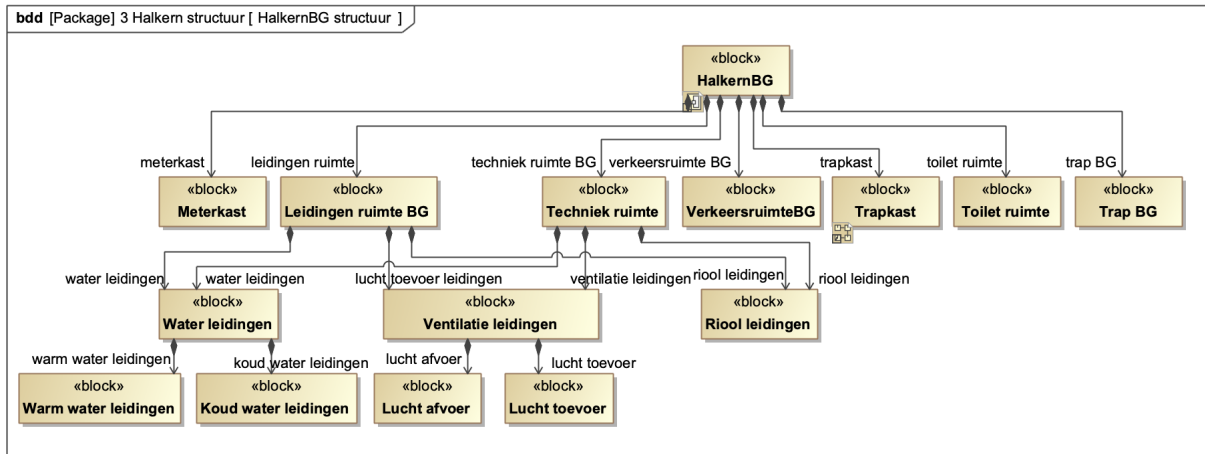 bdd [Package] 3 Halkern structuur [ HalkernBG structuur ]
«block»
HalkernBG
meterkast
leidingen ruimte
techniek ruimte BG
verkeersruimte BG
trapkast
toilet ruimte
trap BG
«block»
Meterkast
«block»
Leidingen ruimte BG
«block»
Techniek ruimte
«block»
VerkeersruimteBG
«block»
Trapkast
«block»
Toilet ruimte
«block»
Trap BG
water leidingen
water leidingen
lucht toevoer leidingen
ventilatie leidingen
riool leidingen
riool leidingen
«block»
Water leidingen
«block»
Ventilatie leidingen
«block»
Riool leidingen
warm water leidingen
koud water leidingen
lucht afvoer
lucht toevoer
«block»
Warm water leidingen
«block»
Koud water leidingen
«block»
Lucht afvoer
«block»
Lucht toevoer